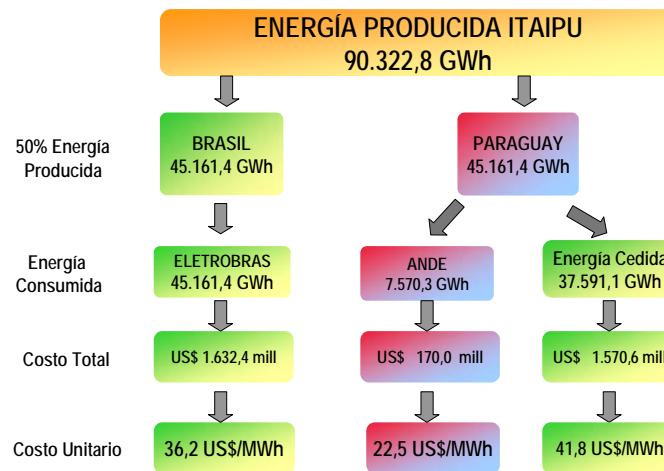 ENERGÍA PRODUCIDA ITAIPU
90.322,8 GWh
50% Energía
Producida
BRASIL
45.161,4 GWh
PARAGUAY
45.161,4 GWh
Energía
Consumida
ELETROBRAS
45.161,4 GWh
ANDE
7.570,3 GWh
Energía Cedida
37.591,1 GWh
Costo Total
US$ 1.632,4 mill
US$ 170,0 mill
US$ 1.570,6 mill
Costo Unitario
36,2 US$/MWh
22,5 US$/MWh
41,8 US$/MWh